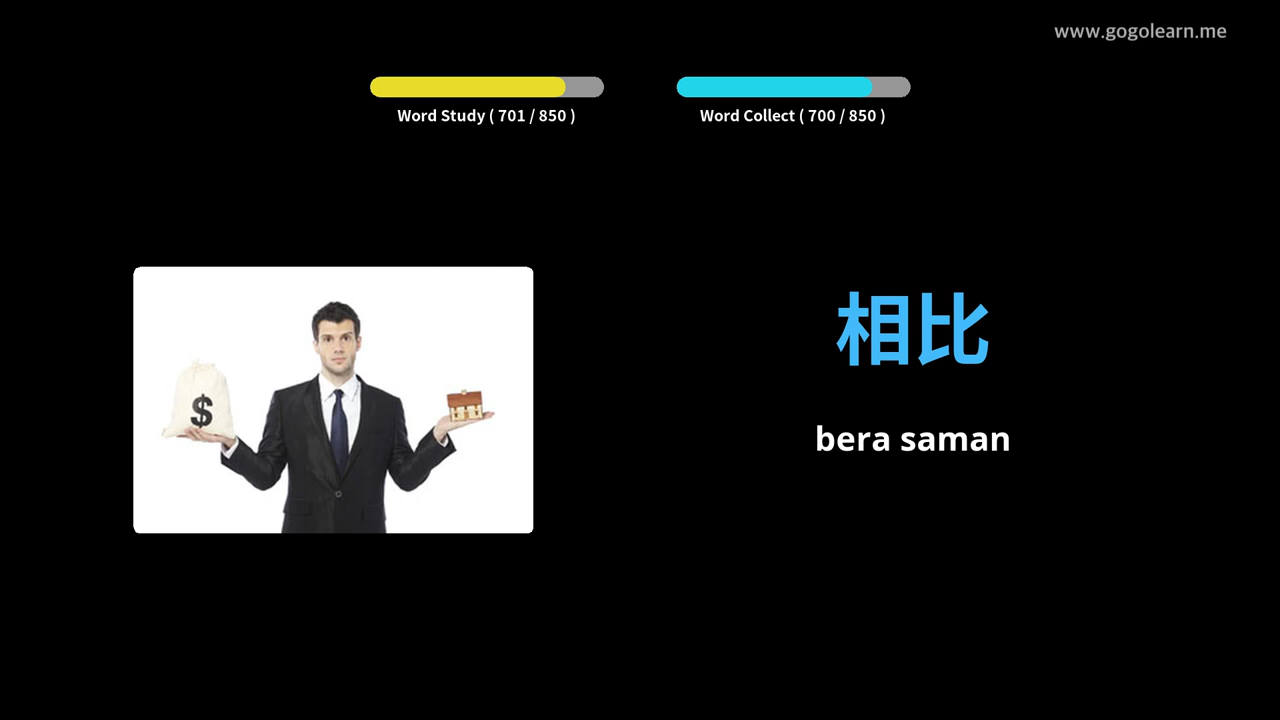 www.gogolearn.me
Word Study ( 701 / 850 )
Word Collect ( 700 / 850 )
$
相比
bera saman